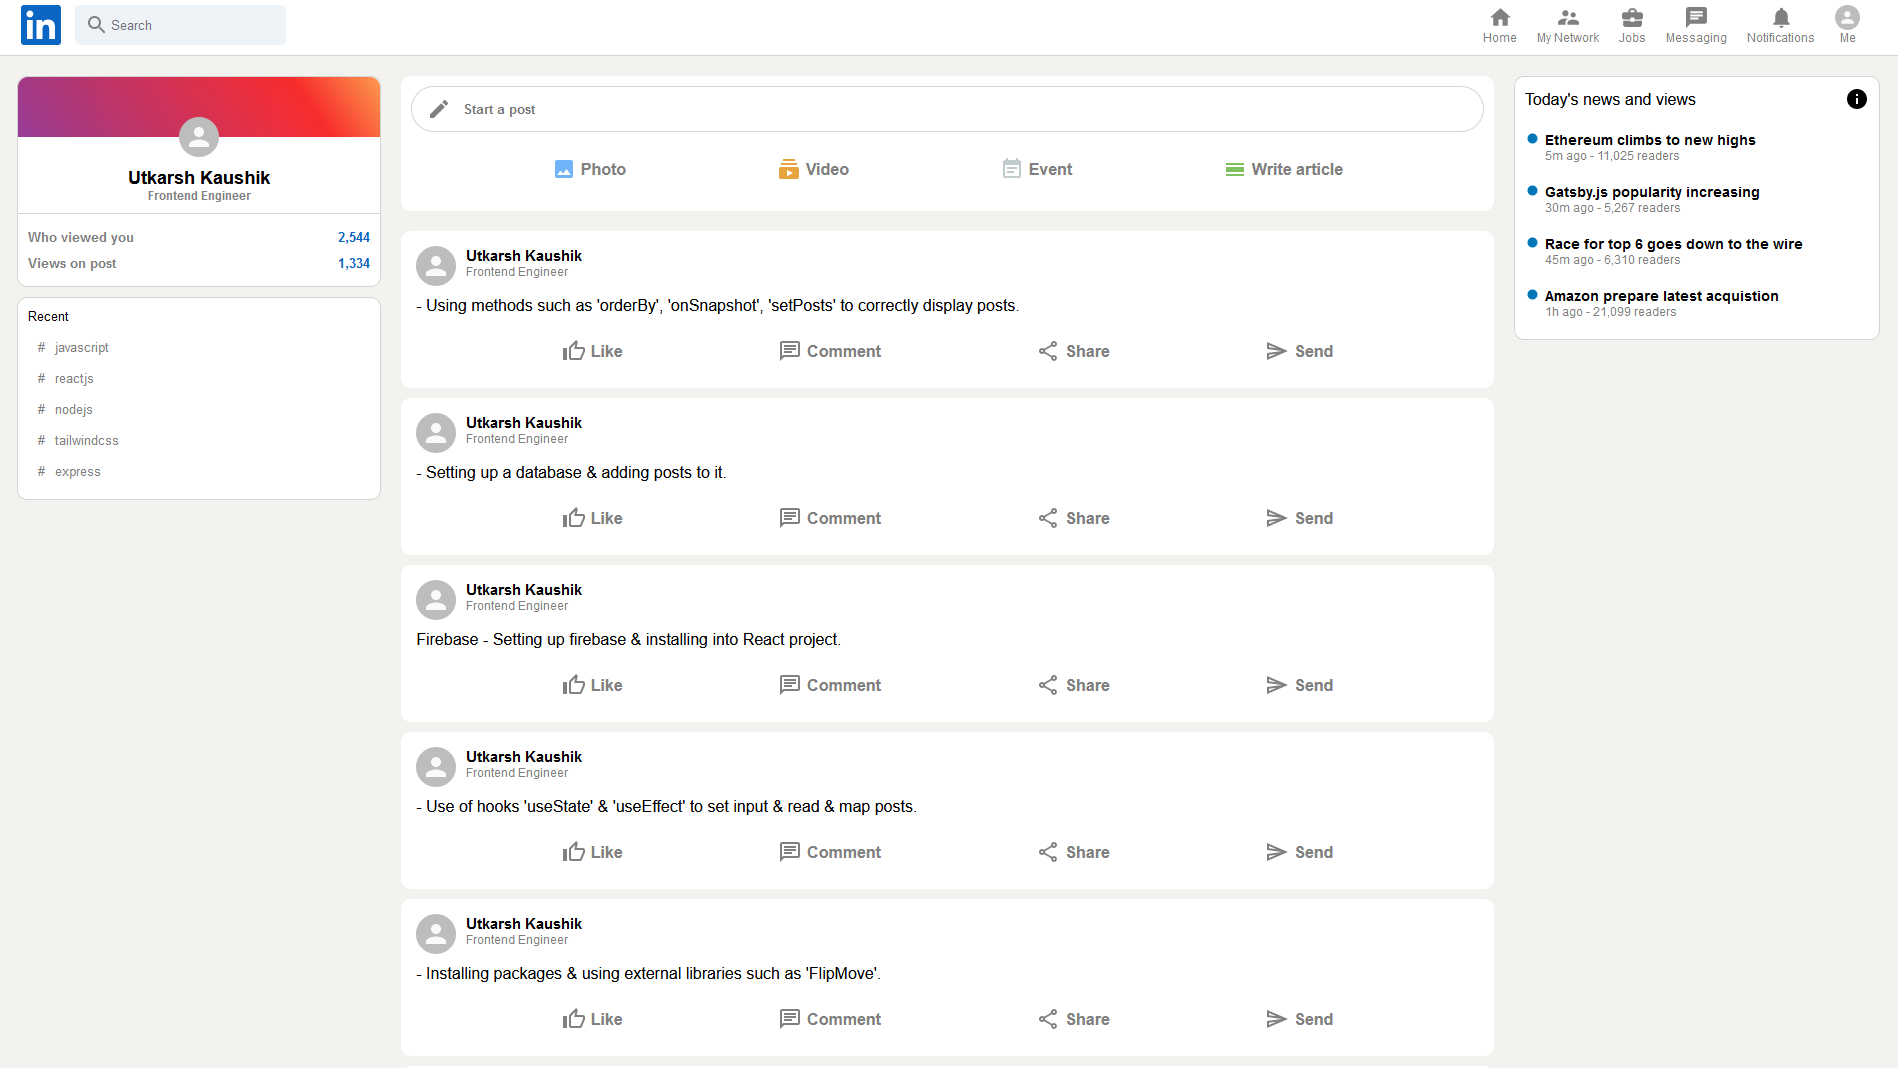 in
Search
Home
My Network
Jobs
Messaging
Notifications
Me
Utkarsh Kaushik
Frontend Engineer
Who viewed you 2,544
Views on post 1,334
Recent
# javascript
# reactjs
# nodejs
# tailwindcss
# express
Start a post
Photo
Video
Event
Write article
Utkarsh Kaushik
Frontend Engineer
- Using methods such as 'orderBy', 'onSnapshot', 'setPosts' to correctly display posts.
Like Comment Share Send
Utkarsh Kaushik
Frontend Engineer
- Setting up a database & adding posts to it.
Like Comment Share Send
Utkarsh Kaushik
Frontend Engineer
Firebase - Setting up firebase & installing into React project.
Like Comment Share Send
Utkarsh Kaushik
Frontend Engineer
- Use of hooks 'useState' & 'useEffect' to set input & read & map posts.
Like Comment Share Send
Utkarsh Kaushik
Frontend Engineer
- Installing packages & using external libraries such as 'FlipMove'.
Like Comment Share Send
Today's news and views
Ethereum climbs to new highs
5m ago - 11,025 readers
Gatsby.js popularity increasing
30m ago - 5,267 readers
Race for top 6 goes down to the wire
45m ago - 6,310 readers
Amazon prepare latest acquistion
1h ago - 21,099 readers